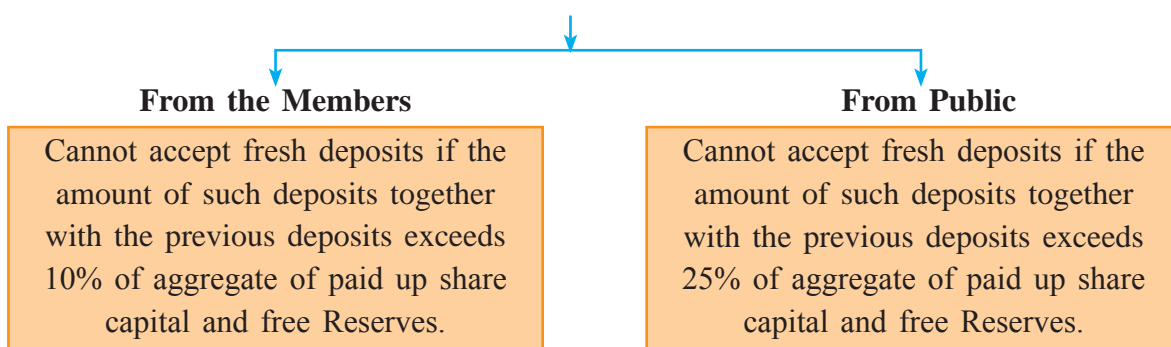 From the Members
Cannot accept fresh deposits if the
amount of such deposits together
with the previous deposits exceeds
10% of aggregate of paid up share
capital and free Reserves.
From Public
Cannot accept fresh deposits if the
amount of such deposits together
with the previous deposits exceeds
25% of aggregate of paid up share
capital and free Reserves.